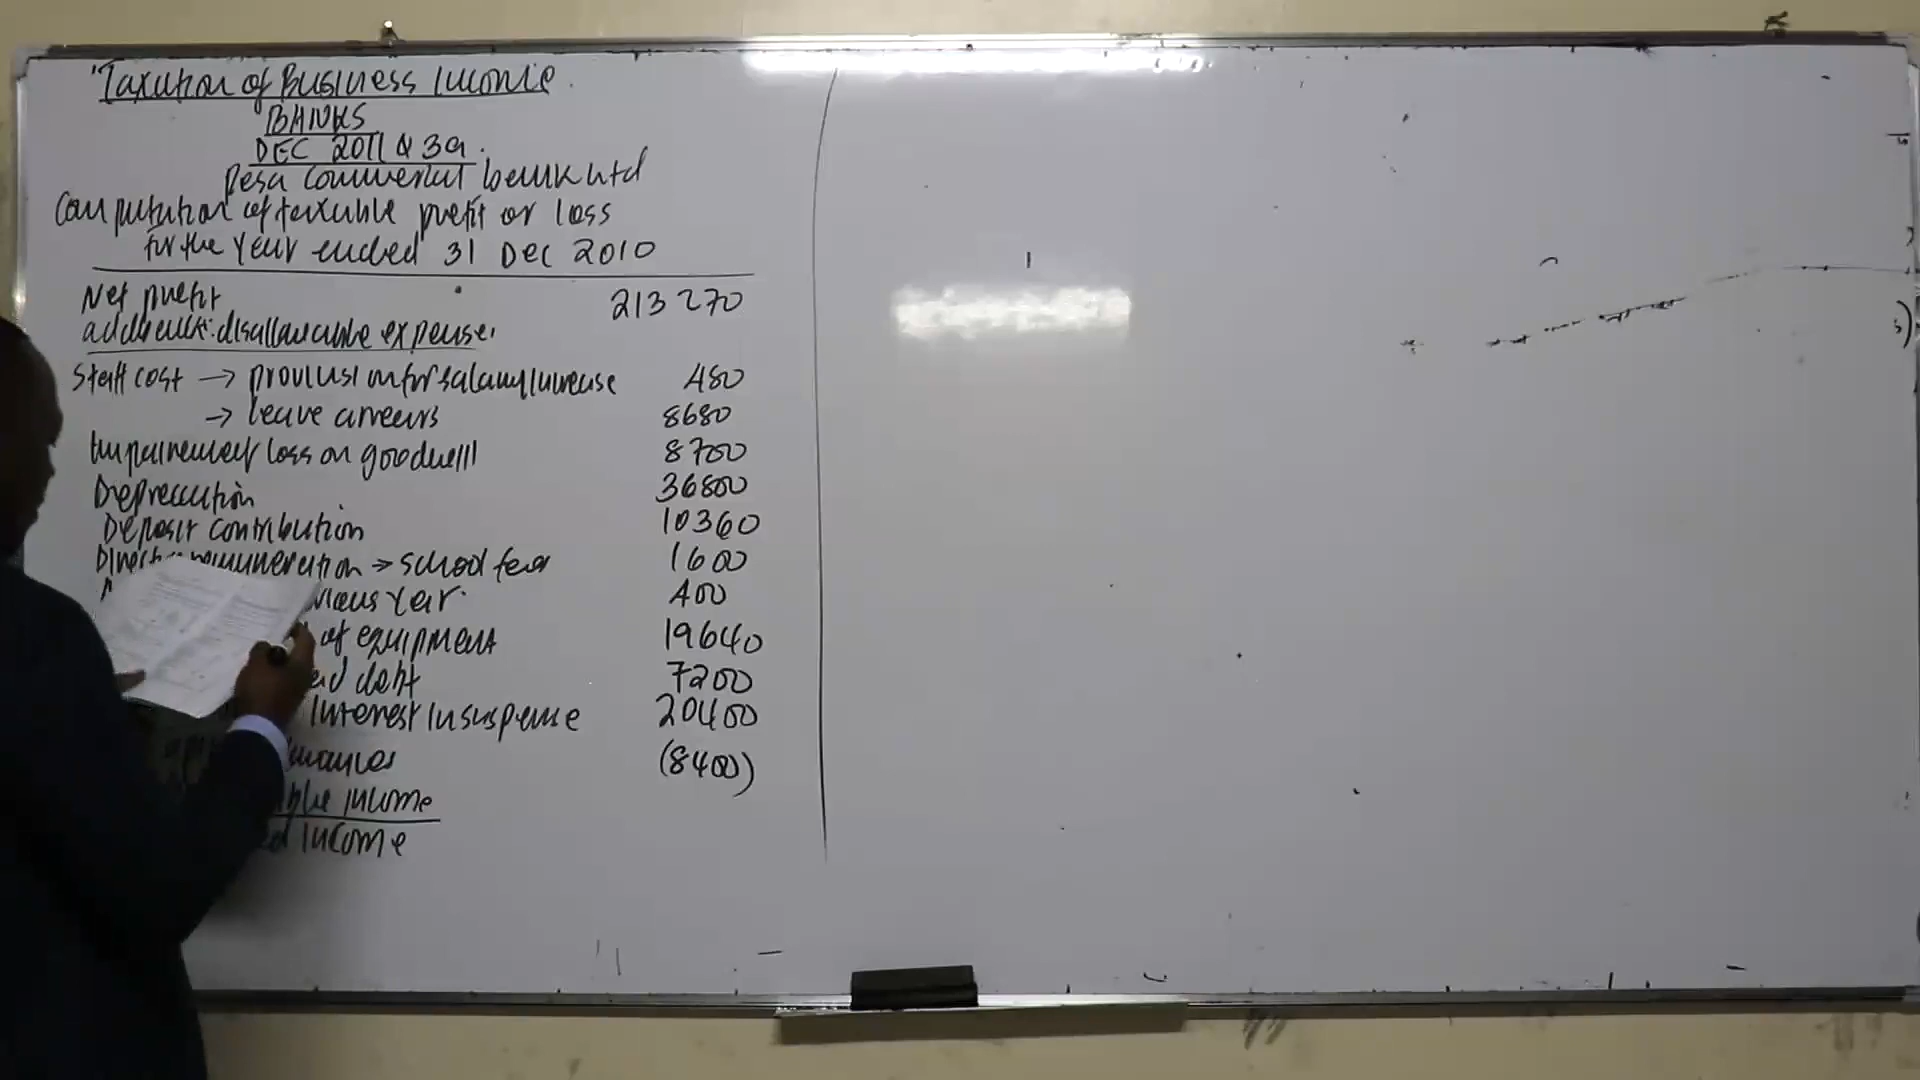 Taxation of Business Income
BANKS
DEC 2011 Q 3a.
Pesa Commercial bank Ltd
Computation of taxable profit or loss
for the Year ended 31 Dec 2010
Net profit 213 270
add back: disallowable expense
Staff cost → provision for salary increase 480
→ leave arrears 8680
Impairement loss on goodwill 8700
Depreciation 36800
Deposit contribution 10360
remuneration → school fees 1600
Year. 400
of equipment 19640
debt 7200
Interest in suspense 20400
(8400)
income
income